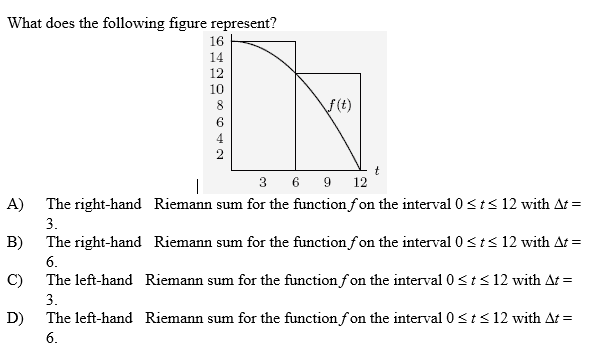 What does the following figure represent?
16
14
12
10
8
6
4
2
f(t)
t
3 6 9 12
A) The right-hand Riemann sum for the function f on the interval 0 ≤ t ≤ 12 with Δt =
3.
B) The right-hand Riemann sum for the function f on the interval 0 ≤ t ≤ 12 with Δt =
6.
C) The left-hand Riemann sum for the function f on the interval 0 ≤ t ≤ 12 with Δt =
3.
D) The left-hand Riemann sum for the function f on the interval 0 ≤ t ≤ 12 with Δt =
6.